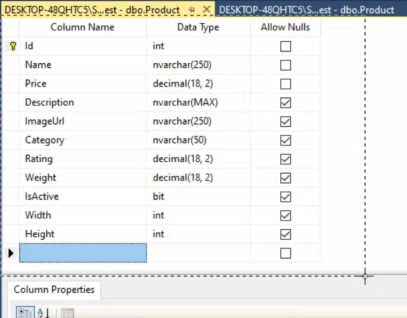 DESKTOP-48QHTC5\S...est - dbo.Product DESKTOP-48QHTC5\S...est - dbo.Product
Column Name Data Type Allow Nulls
Id int
Name nvarchar(250)
Price decimal(18, 2)
Description nvarchar(MAX)
ImageUrl nvarchar(250)
Category nvarchar(50)
Rating decimal(18, 2)
Weight decimal(18, 2)
IsActive bit
Width int
Height int
Column Properties